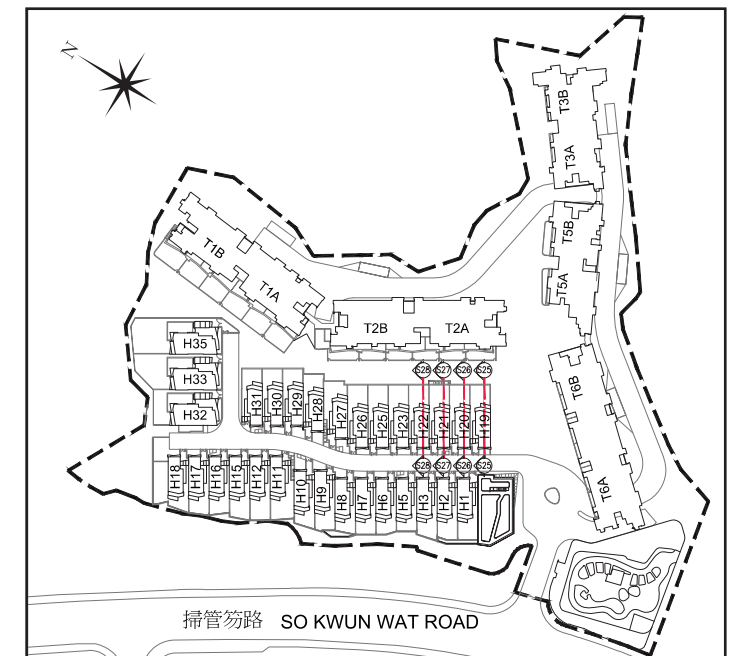 N
T3B
T3A
T5B
T5A
T1B
T1A
T2B
T2A
T6B
T6A
H35
H33
H32
S28 S27 S26 S25
H31 H30 H29 H28 H27 H26 H25 H23 H22 H21 H20 H19
S28 S27 S26 S25
H18 H17 H16 H15 H12 H11 H10 H9 H8 H7 H6 H5 H3 H2 H1
掃管笏路 SO KWUN WAT ROAD